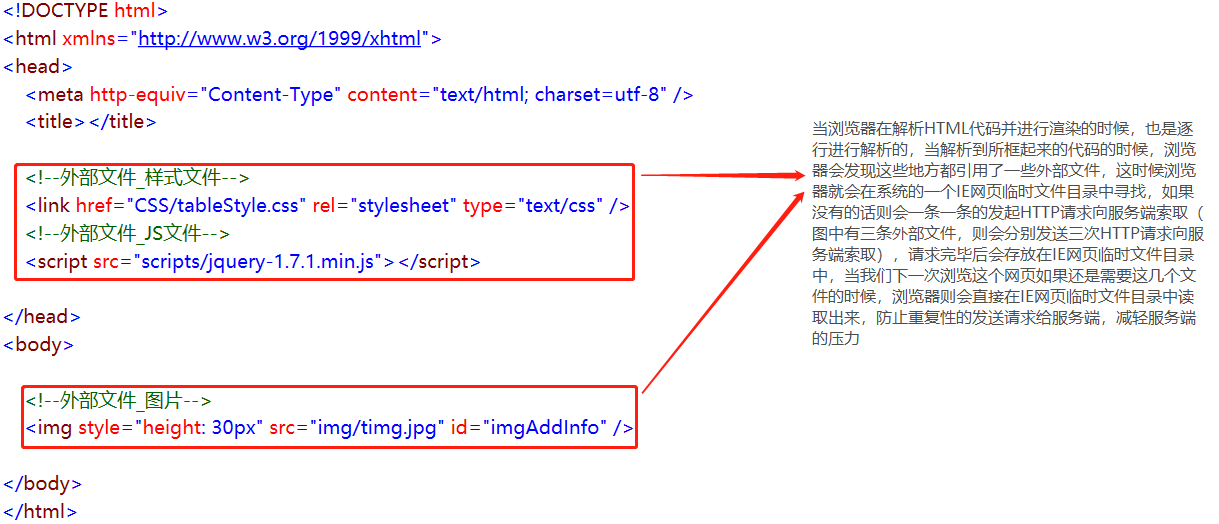 <!DOCTYPE html>
<html xmlns="http://www.w3.org/1999/xhtml">
<head>
    <meta http-equiv="Content-Type" content="text/html; charset=utf-8" />
    <title></title>
    <!--外部文件_样式文件-->
    <link href="CSS/tableStyle.css" rel="stylesheet" type="text/css" />
    <!--外部文件_JS文件-->
    <script src="scripts/jquery-1.7.1.min.js"></script>
</head>
<body>
    <!--外部文件_图片-->
    <img style="height: 30px" src="img/timg.jpg" id="imgAddInfo" />
</body>
</html>
当浏览器在解析HTML代码并进行渲染的时候，也是逐
行进行解析的，当解析到所框起来的代码的时候，浏览
器会发现这些地方都引用了一些外部文件，这时候浏览
器就会在系统的一个IE网页临时文件目录中寻找，如果
没有的话则会一条一条的发起HTTP请求向服务端索取（
图中有三条外部文件，则会分别发送三次HTTP请求向服
务端索取），请求完毕后会存放在IE网页临时文件目录
中，当我们下一次浏览这个网页如果还是需要这几个文
件的时候，浏览器则会直接在IE网页临时文件目录中读
取出来，防止重复性的发送请求给服务端，减轻服务端
的压力